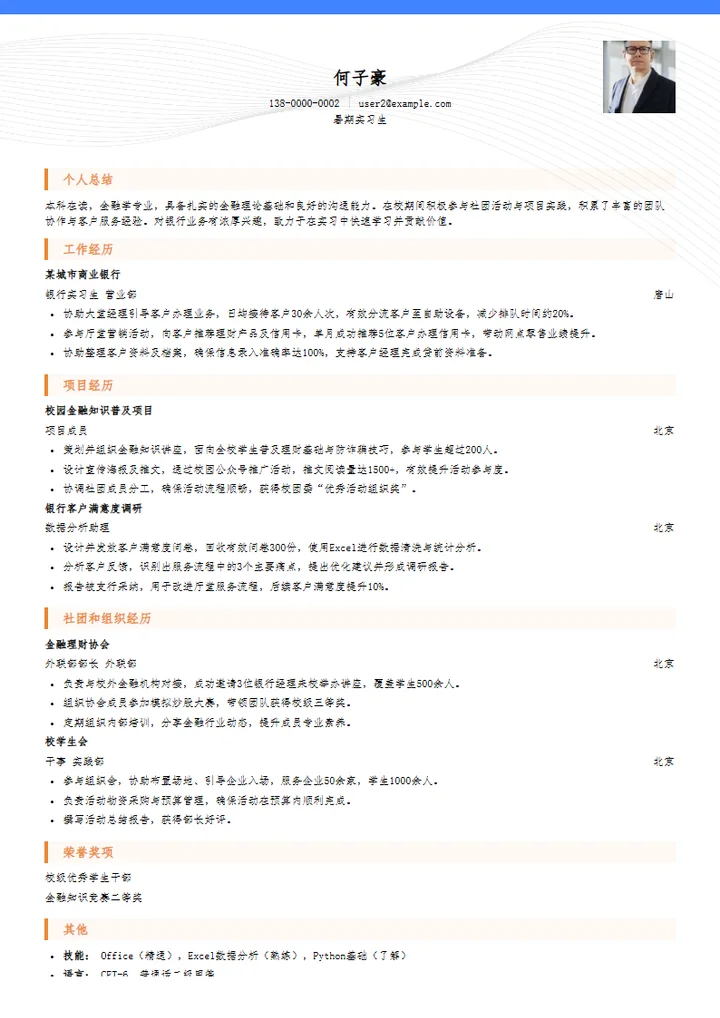 何子豪
138-0000-0002 user2@example.com
暑期实习生
个人总结
本科在读，金融学专业，具备扎实的金融理论基础和良好的沟通能力。在校期间积极参与社团活动与项目实践，积累了丰富的团队
协作与客户服务经验。对银行业务有浓厚兴趣，致力于在实习中快速学习并贡献价值。
工作经历
某城市商业银行
银行实习生 营业部 唐山
• 协助大堂经理引导客户办理业务，日均接待客户30余人次，有效分流客户至自助设备，减少排队时间约20%。
• 参与厅堂营销活动，向客户推荐理财产品及信用卡，单月成功推荐5位客户办理信用卡，带动网点零售业绩提升。
• 协助整理客户资料及档案，确保信息录入准确率达100%，支持客户经理完成贷前资料准备。
项目经历
校园金融知识普及项目
项目成员 北京
• 策划并组织金融知识讲座，面向全校学生普及理财基础与防诈骗技巧，参与学生超过200人。
• 设计宣传海报及推文，通过校园公众号推广活动，推文阅读量达1500+，有效提升活动参与度。
• 协调社团成员分工，确保活动流程顺畅，获得校团委“优秀活动组织奖”。
银行客户满意度调研
数据分析助理 北京
• 设计并发放客户满意度问卷，回收有效问卷300份，使用Excel进行数据清洗与统计分析。
• 分析客户反馈，识别出服务流程中的3个主要痛点，提出优化建议并形成调研报告。
• 报告被支行采纳，用于改进厅堂服务流程，后续客户满意度提升10%。
社团和组织经历
金融理财协会
外联部部长 外联部 北京
• 负责与校外金融机构对接，成功邀请3位银行经理来校举办讲座，覆盖学生500余人。
• 组织协会成员参加模拟炒股大赛，带领团队获得校级三等奖。
• 定期组织内部培训，分享金融行业动态，提升成员专业素养。
校学生会
干事 实践部 北京
• 参与组织会，协助布置场地、引导企业入场，服务企业50余家，学生1000余人。
• 负责活动物资采购与预算管理，确保活动在预算内顺利完成。
• 撰写活动总结报告，获得部长好评。
荣誉奖项
校级优秀学生干部
金融知识竞赛二等奖
其他
• 技能： Office（精通），Excel数据分析（熟练），Python基础（了解）
• 语言： CET-6，普通话二级甲等